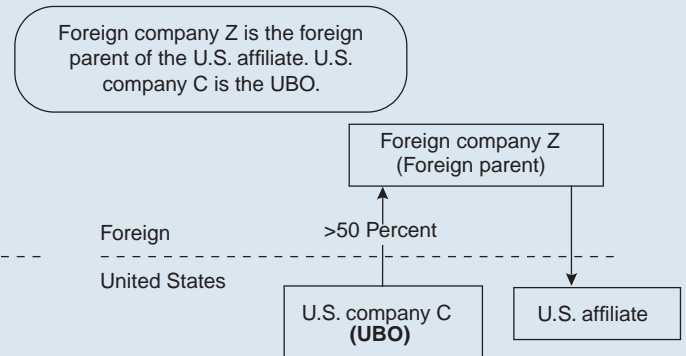 Foreign company Z is the foreign
parent of the U.S. affiliate. U.S.
company C is the UBO.
Foreign company Z
(Foreign parent)
Foreign
>50 Percent
United States
U.S. company C
(UBO)
U.S. affiliate